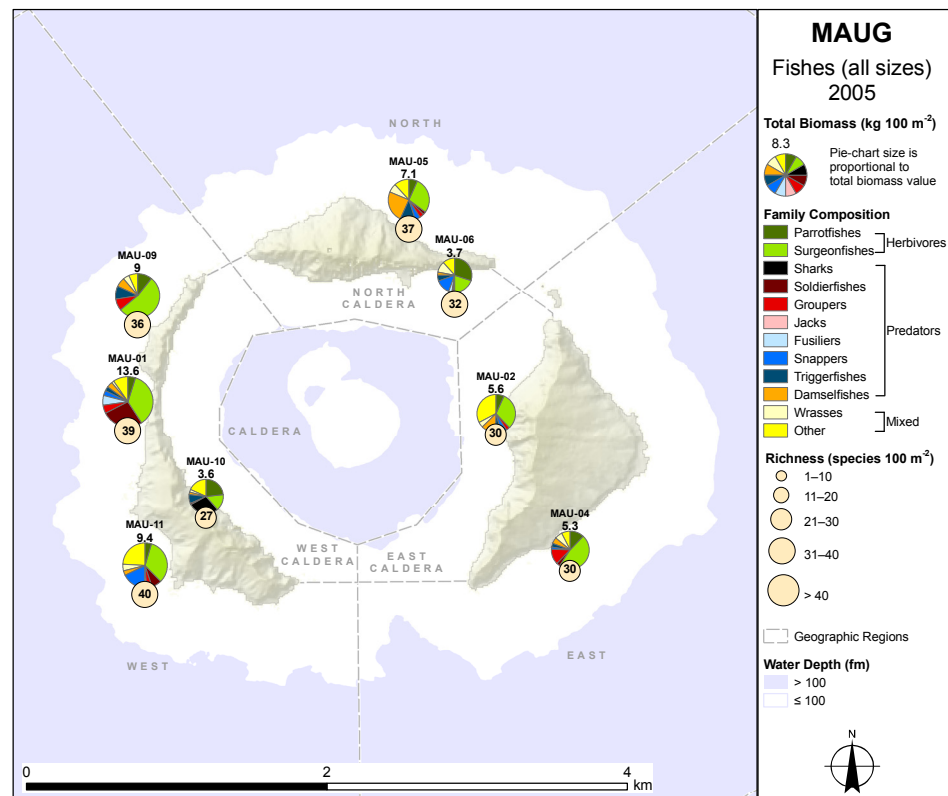 NORTH
MAU-05
7.1
37
MAU-06
3.7
32
NORTH
CALDERA
MAU-09
9
36
MAU-01
13.6
39
MAU-02
5.6
30
CALDERA
MAU-10
3.6
27
MAU-11
9.4
40
MAU-04
5.3
30
WEST
CALDERA
EAST
CALDERA
WEST
EAST
0 2 4
km
MAUG
Fishes (all sizes)
2005
Total Biomass (kg 100 m⁻²)
8.3
Pie-chart size is
proportional to
total biomass value
Family Composition
Parrotfishes
Surgeonfishes
Herbivores
Sharks
Soldierfishes
Groupers
Jacks
Fusiliers
Snappers
Triggerfishes
Damselfishes
Predators
Wrasses
Other
Mixed
Richness (species 100 m⁻²)
1–10
11–20
21–30
31–40
> 40
Geographic Regions
Water Depth (fm)
> 100
≤ 100
N